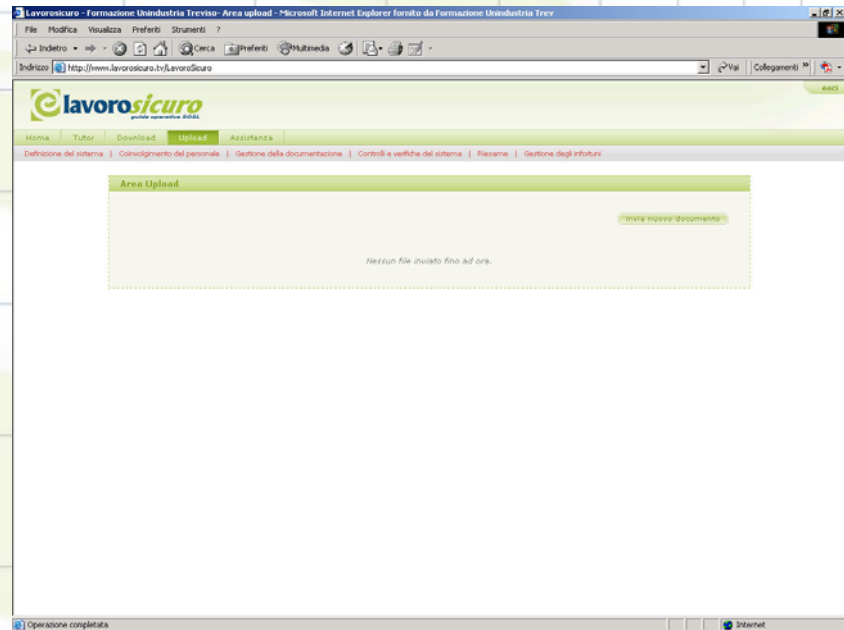 Lavorosicuro - Formazione Unindustria Treviso- Area upload - Microsoft Internet Explorer fornito da Formazione Unindustria Trev
File Modifica Visualizza Preferiti Strumenti ?
Indietro Cerca Preferiti Multimedia
Indirizzo http://www.lavorosicuro.tv/LavoroSicuro Vai Collegamenti »
esci
lavorosicuro
guida operativa SGSL
Home Tutor Download Upload Assistenza
Definizione del sistema | Coinvolgimento del personale | Gestione della documentazione | Controlli e verifiche del sistema | Riesame | Gestione degli infortuni
Area Upload
Invia nuovo documento
Nessun file inviato fino ad ora.
Operazione completata Internet